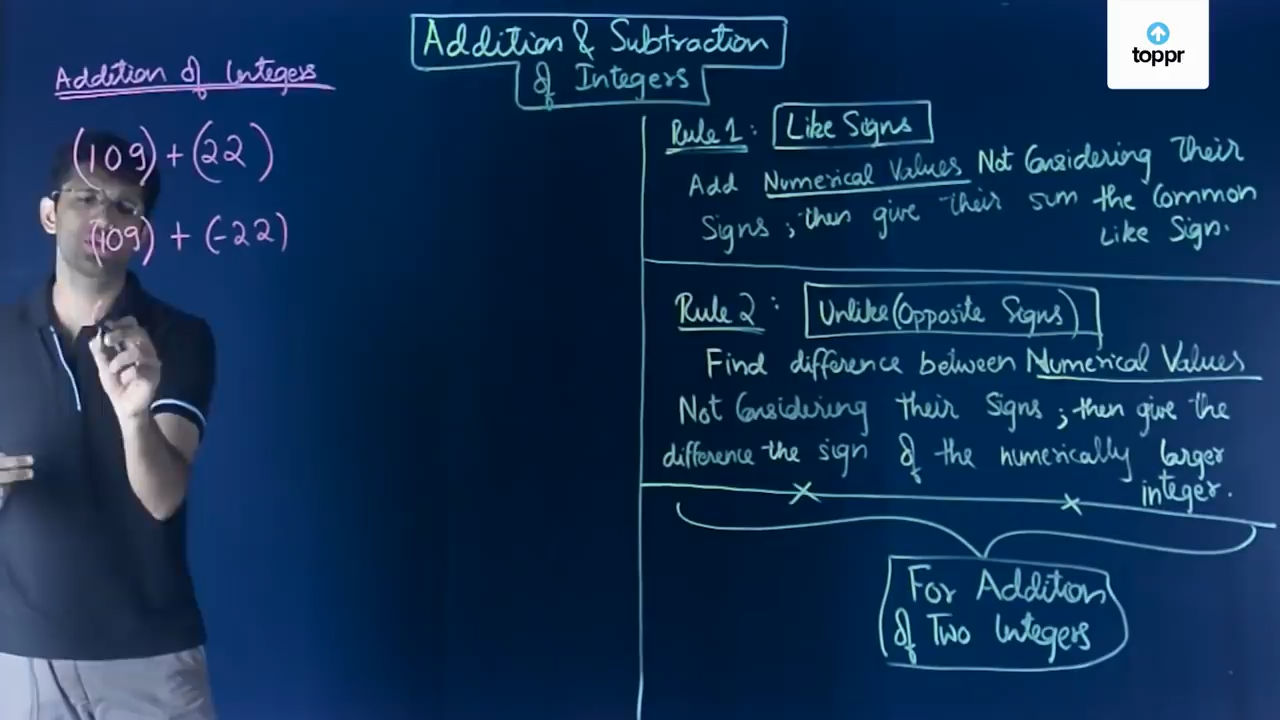 Addition & Subtraction
of Integers
toppr
Addition of Integers
(109) + (22)
(109) + (-22)
Rule 1: Like Signs
Add Numerical Values Not Considering Their
Signs ; then give their sum the Common
Like Sign.
Rule 2: Unlike (Opposite Signs)
Find difference between Numerical Values
Not Considering Their Signs ; then give the
difference the sign of the numerically larger
integer.
For Addition
of Two Integers